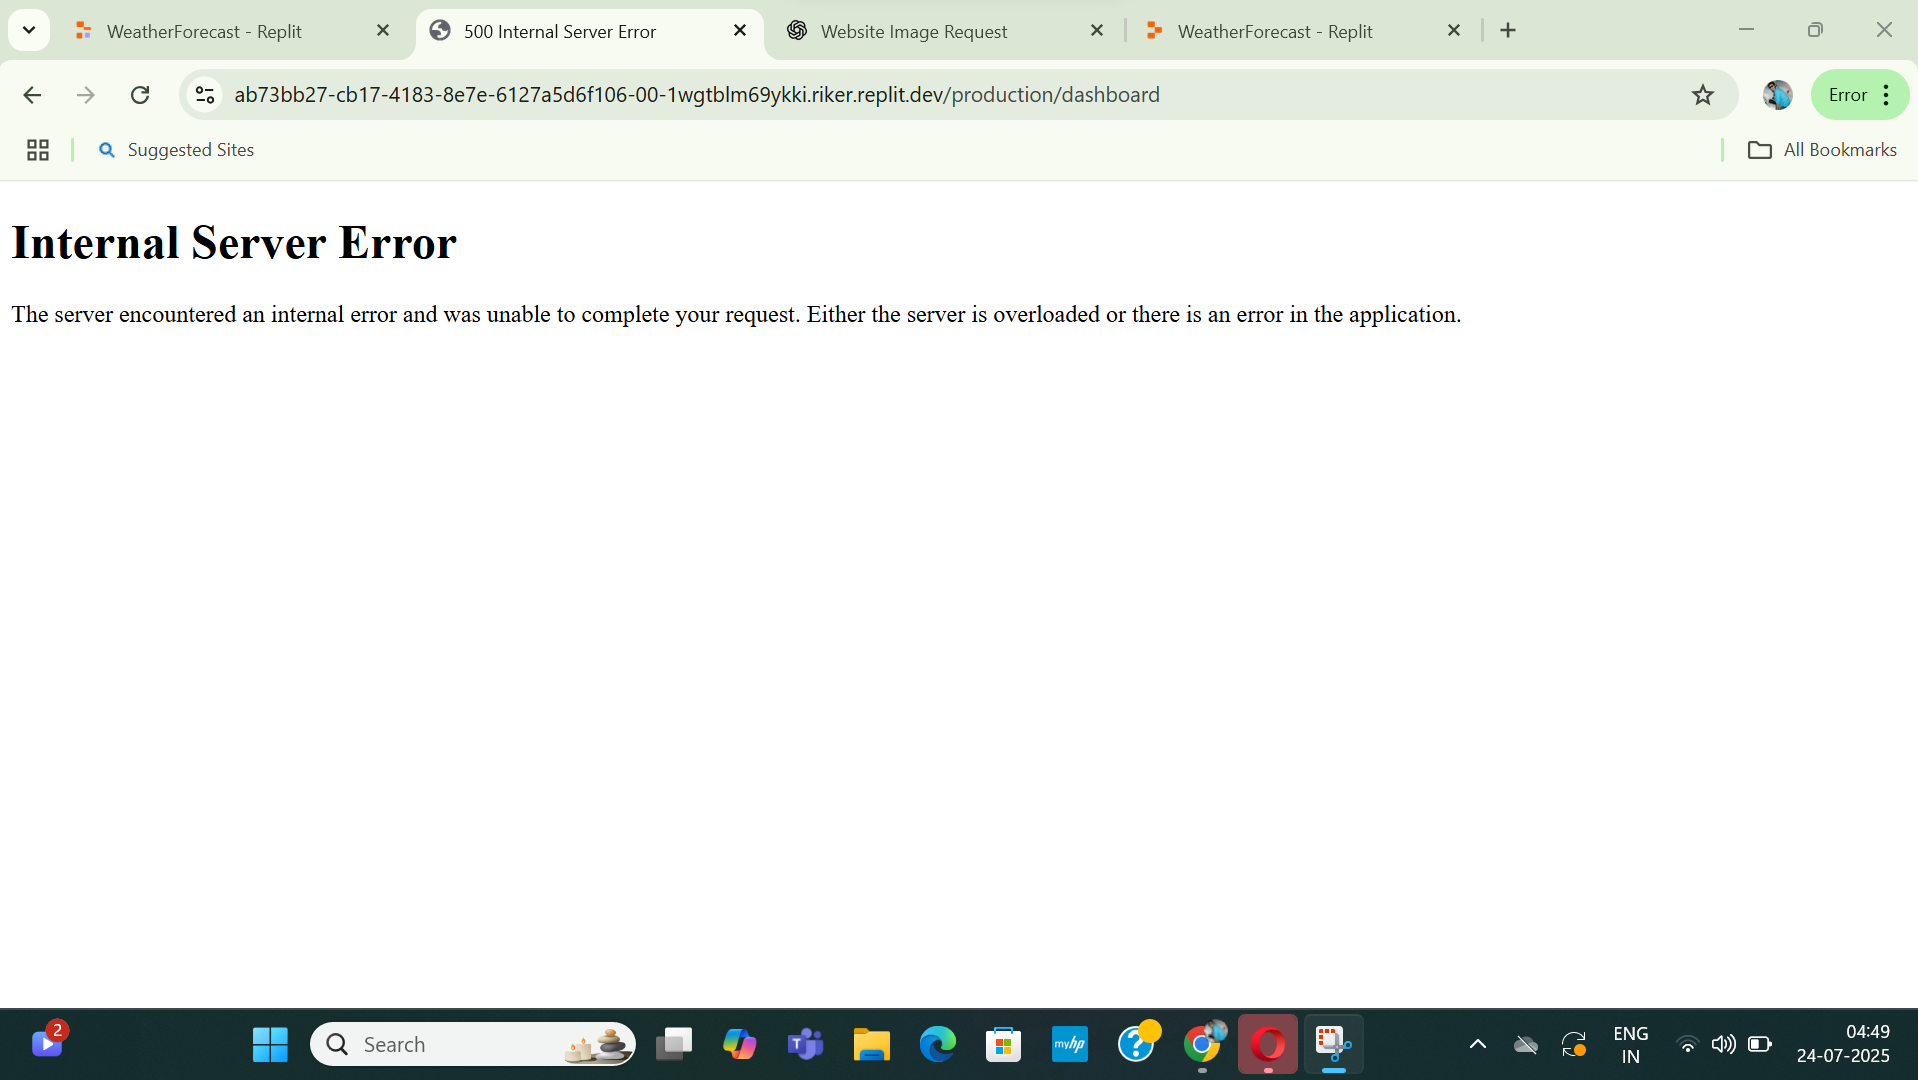 WeatherForecast - Replit
500 Internal Server Error
Website Image Request
WeatherForecast - Replit
ab73bb27-cb17-4183-8e7e-6127a5d6f106-00-1wgtblm69ykki.riker.replit.dev/production/dashboard
Error
Suggested Sites
All Bookmarks
Internal Server Error
The server encountered an internal error and was unable to complete your request. Either the server is overloaded or there is an error in the application.
2
Search
T
myhp
?
ENG
IN
04:49
24-07-2025